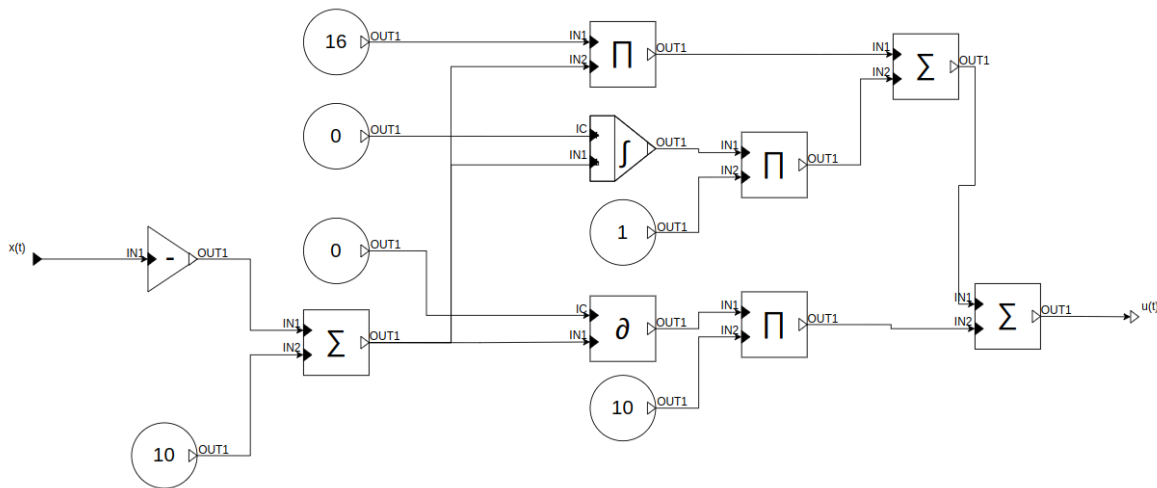 16
OUT1
IN1
IN2
∏
OUT1
IN1
IN2
∑
OUT1
0
OUT1
IC
IN1
∫
OUT1
IN1
IN2
∏
OUT1
1
OUT1
x(t)
IN1
-
OUT1
0
OUT1
IN1
IN2
∑
OUT1
IC
IN1
∂
OUT1
IN1
IN2
∏
OUT1
IN1
IN2
∑
OUT1
u(t)
10
OUT1
10
OUT1